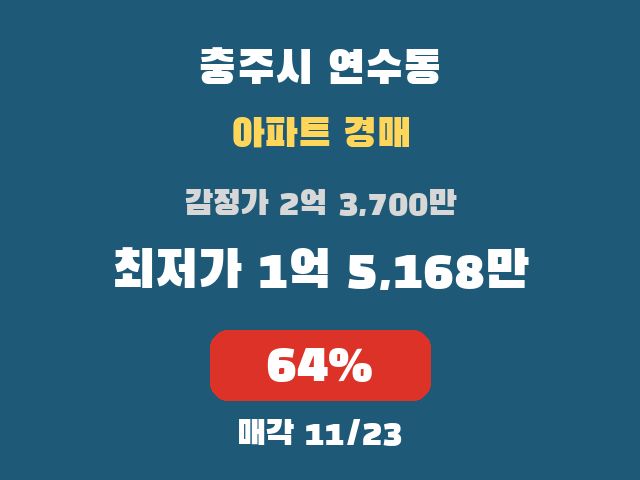 충주시 연수동
아파트 경매
감정가 2억 3,700만
최저가 1억 5,168만
64%
매각 11/23